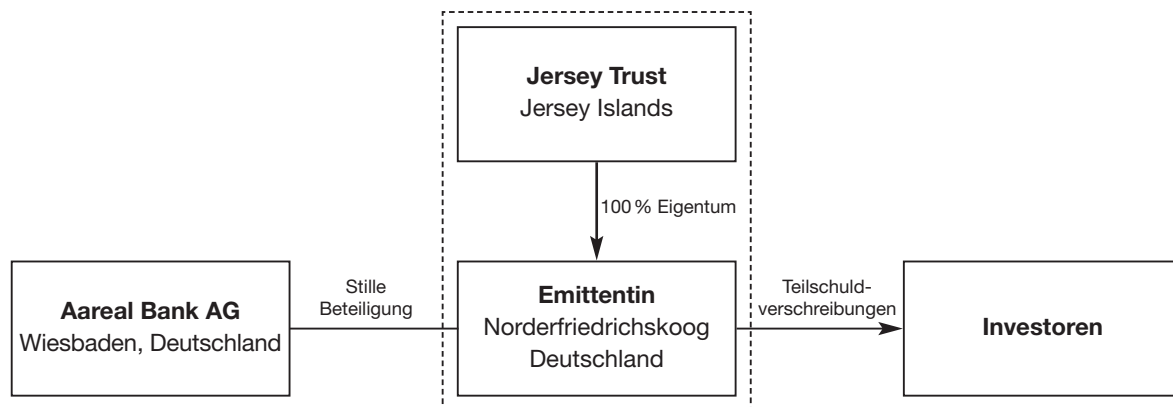 Jersey Trust
Jersey Islands
100 % Eigentum
Aareal Bank AG
Wiesbaden, Deutschland
Stille
Beteiligung
Emittentin
Norderfriedrichskoog
Deutschland
Teilschuld-
verschreibungen
Investoren